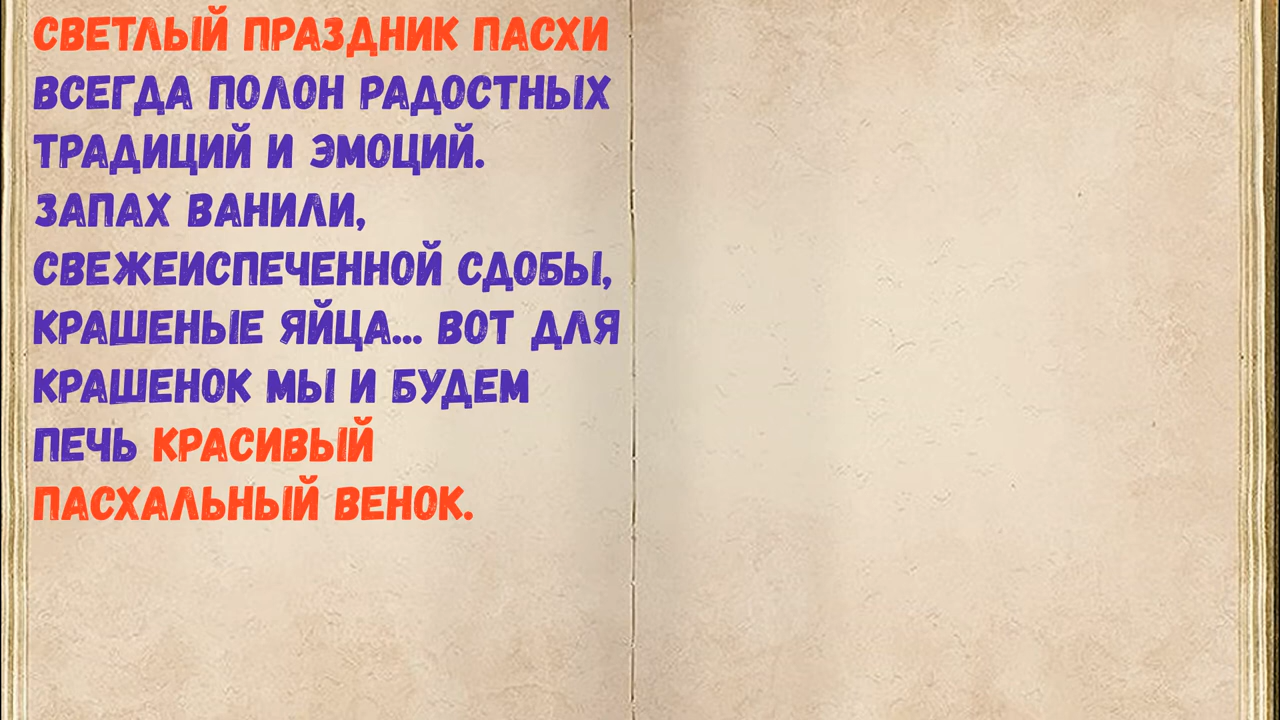 СВЕТЛЫЙ ПРАЗДНИК ПАСХИ
ВСЕГДА ПОЛОН РАДОСТНЫХ
ТРАДИЦИЙ И ЭМОЦИЙ.
ЗАПАХ ВАНИЛИ,
СВЕЖЕИСПЕЧЕННОЙ СДОБЫ,
КРАШЕНЫЕ ЯЙЦА... ВОТ ДЛЯ
КРАШЕНОК МЫ И БУДЕМ
ПЕЧЬ КРАСИВЫЙ
ПАСХАЛЬНЫЙ ВЕНОК.